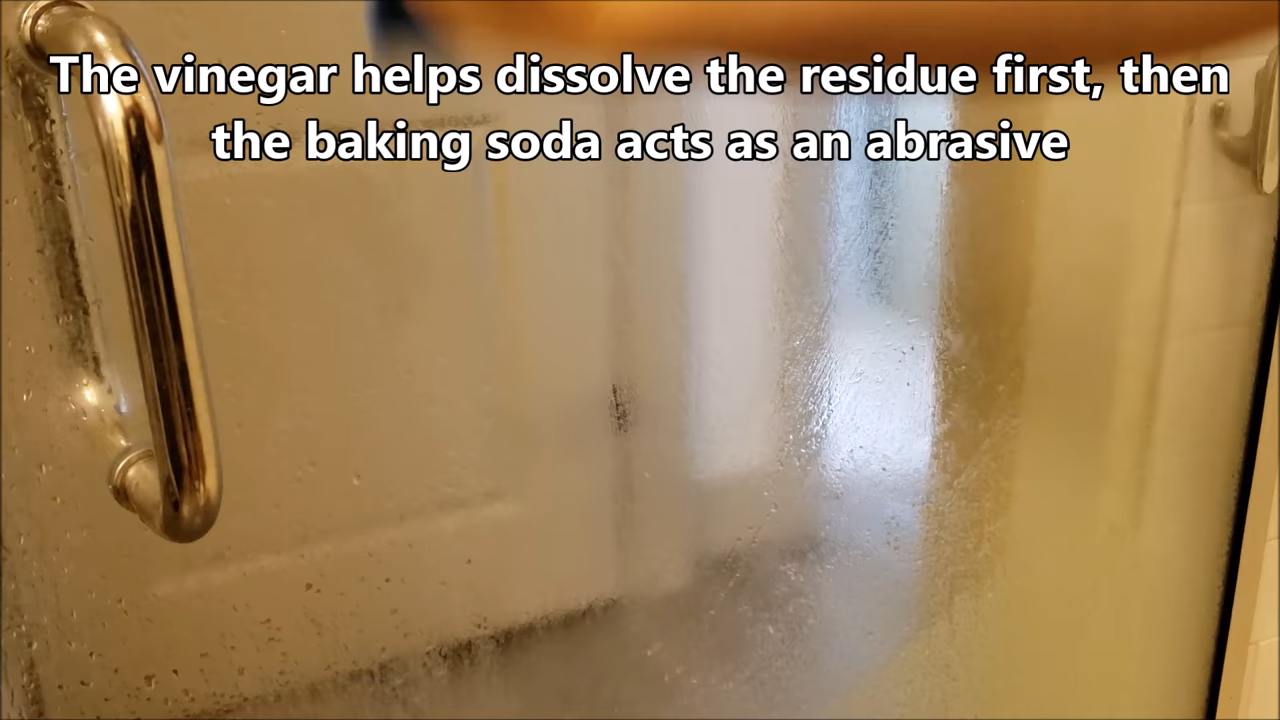 The vinegar helps dissolve the residue first, then
the baking soda acts as an abrasive